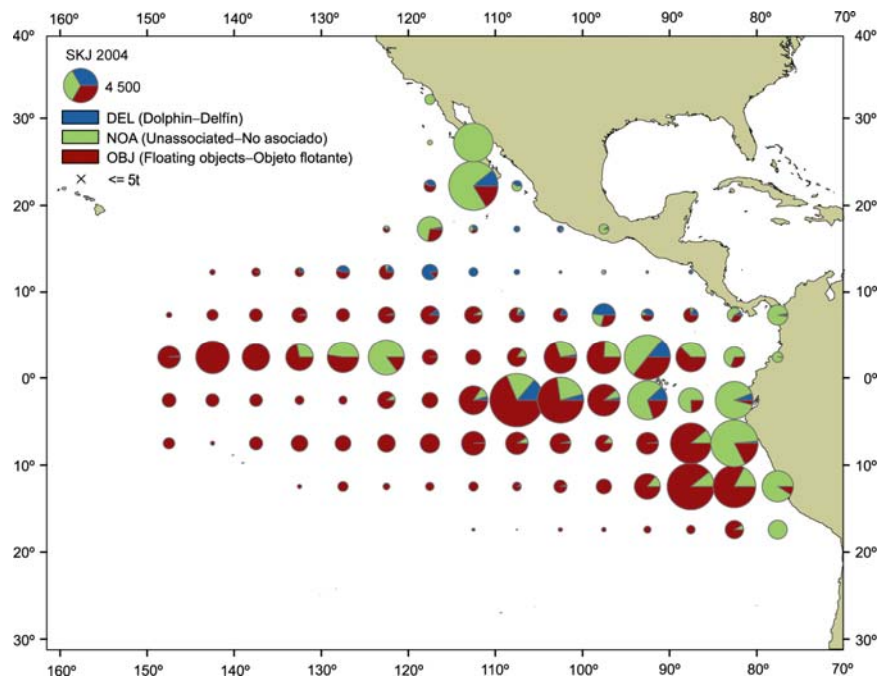 150º 140º 130º 120º 110º 100º 90º 80º 70º
40º 40º
SKJ 2004
4 500
DEL (Dolphin–Delfín)
NOA (Unassociated–No asociado)
OBJ (Floating objects–Objeto flotante)
<= 5t
30º 30º
20º 20º
10º 10º
0º 0º
10º 10º
20º 20º
30º 30º
160º 150º 140º 130º 120º 110º 100º 90º 80º 70º